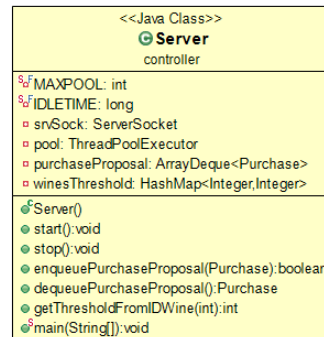 <<Java Class>>
Server
controller
MAXPOOL: int
IDLETIME: long
srvSock: ServerSocket
pool: ThreadPoolExecutor
purchaseProposal: ArrayDeque<Purchase>
winesThreshold: HashMap<Integer,Integer>
Server()
start():void
stop():void
enqueuePurchaseProposal(Purchase):boolean
dequeuePurchaseProposal():Purchase
getThresholdFromIDWine(int):int
main(String[]):void